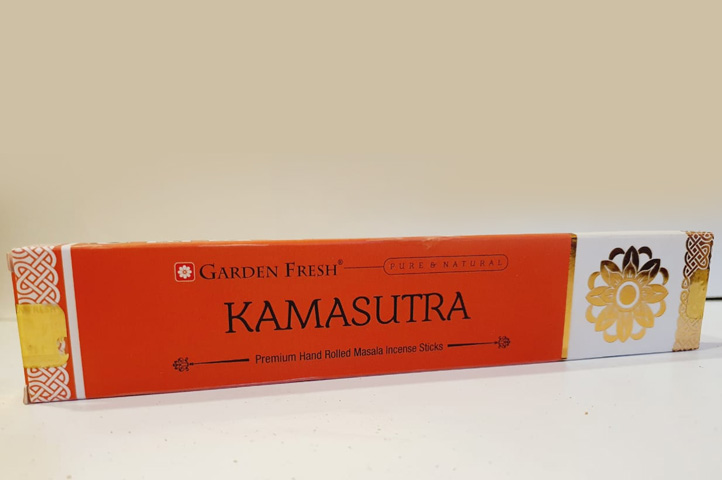 GARDEN FRESH® PURE & NATURAL
KAMASUTRA
Premium Hand Rolled Masala Incense Sticks